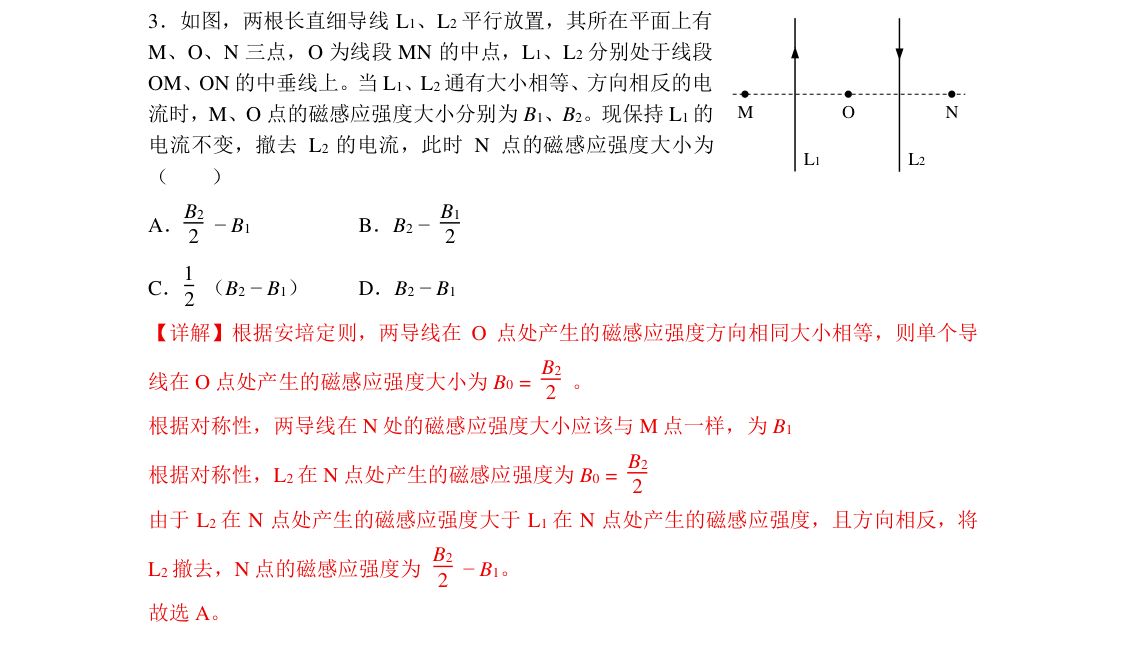 3．如图，两根长直细导线 L₁、L₂ 平行放置，其所在平面上有
M、O、N 三点，O 为线段 MN 的中点，L₁、L₂ 分别处于线段
OM、ON 的中垂线上。当 L₁、L₂ 通有大小相等、方向相反的电
流时，M、O 点的磁感应强度大小分别为 B₁、B₂。现保持 L₁ 的
电流不变，撤去 L₂ 的电流，此时 N 点的磁感应强度大小为
（　　）
M O N
L₁ L₂
A．B₂/2 − B₁　　B．B₂ − B₁/2
C．1/2 （B₂ − B₁）　　D．B₂ − B₁
【详解】根据安培定则，两导线在 O 点处产生的磁感应强度方向相同大小相等，则单个导
线在 O 点处产生的磁感应强度大小为 B₀ = B₂/2 。
根据对称性，两导线在 N 处的磁感应强度大小应该与 M 点一样，为 B₁
根据对称性，L₂ 在 N 点处产生的磁感应强度为 B₀ = B₂/2
由于 L₂ 在 N 点处产生的磁感应强度大于 L₁ 在 N 点处产生的磁感应强度，且方向相反，将
L₂ 撤去，N 点的磁感应强度为 B₂/2 − B₁。
故选 A。